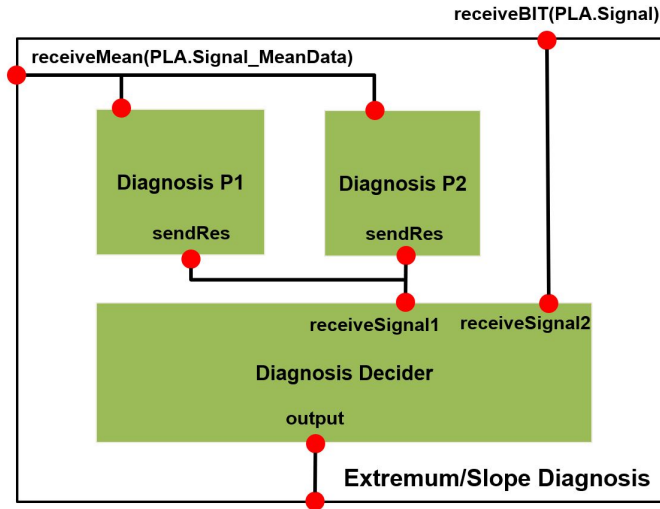 receiveBIT(PLA.Signal)
receiveMean(PLA.Signal_MeanData)
Diagnosis P1
Diagnosis P2
sendRes
sendRes
receiveSignal1
receiveSignal2
Diagnosis Decider
output
Extremum/Slope Diagnosis